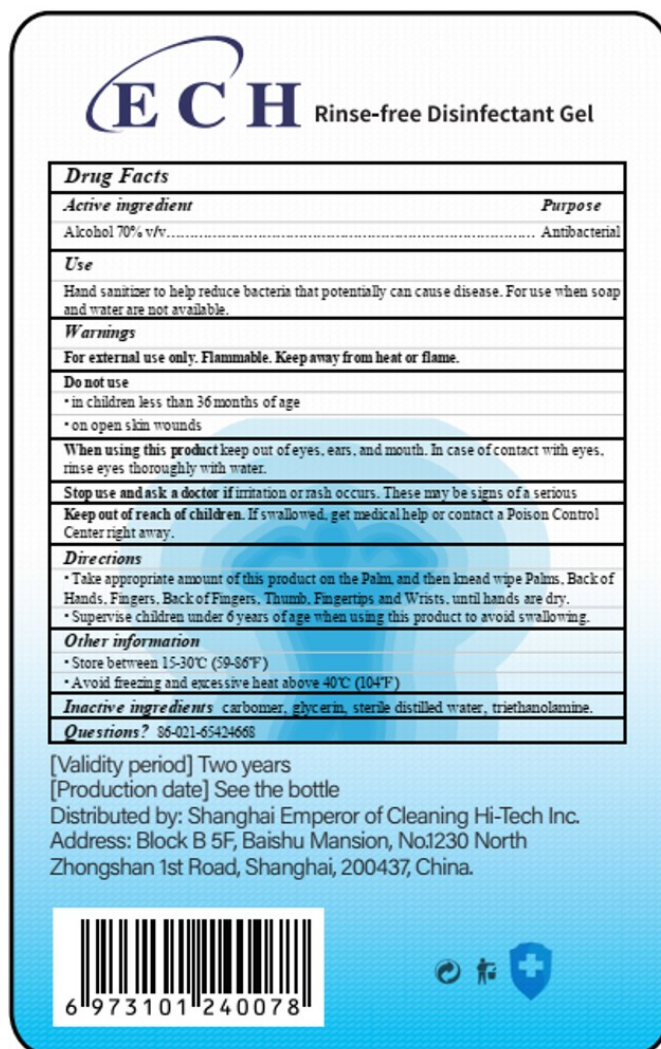 ECH Rinse-free Disinfectant Gel
Drug Facts
Active ingredient Purpose
Alcohol 70% v/v.......................................................................... Antibacterial
Use
Hand sanitizer to help reduce bacteria that potentially can cause disease. For use when soap
and water are not available.
Warnings
For external use only. Flammable. Keep away from heat or flame.
Do not use
• in children less than 36 months of age
• on open skin wounds
When using this product keep out of eyes, ears, and mouth. In case of contact with eyes,
rinse eyes thoroughly with water.
Stop use and ask a doctor if irritation or rash occurs. These may be signs of a serious
Keep out of reach of children. If swallowed, get medical help or contact a Poison Control
Center right away.
Directions
• Take appropriate amount of this product on the Palm, and then knead wipe Palms, Back of
Hands, Fingers, Back of Fingers, Thumb, Fingertips and Wrists, until hands are dry.
• Supervise children under 6 years of age when using this product to avoid swallowing.
Other information
• Store between 15-30℃ (59-86℉)
• Avoid freezing and excessive heat above 40℃ (104℉)
Inactive ingredients carbomer, glycerin, sterile distilled water, triethanolamine.
Questions? 86-021-65424668
[Validity period] Two years
[Production date] See the bottle
Distributed by: Shanghai Emperor of Cleaning Hi-Tech Inc.
Address: Block B 5F, Baishu Mansion, No.1230 North
Zhongshan 1st Road, Shanghai, 200437, China.
6 973101 240078